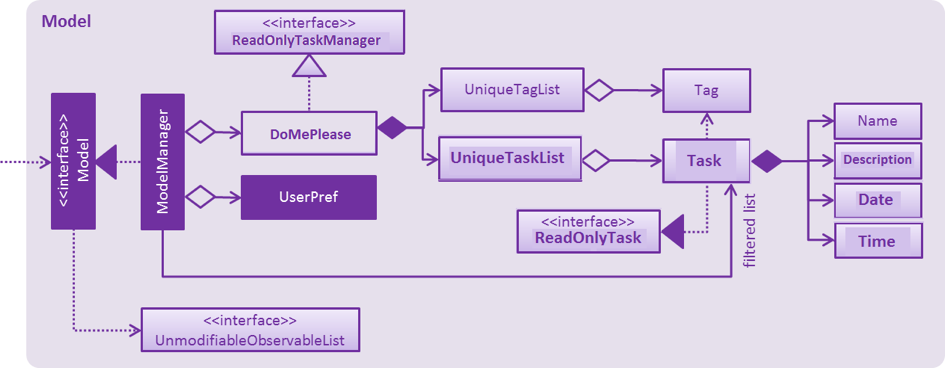 Model
<<interface>>
ReadOnlyTaskManager
<<interface>>
Model
ModelManager
DoMePlease
UserPref
UniqueTagList
UniqueTaskList
Tag
Task
<<interface>>
ReadOnlyTask
filtered list
Name
Description
Date
Time
<<interface>>
UnmodifiableObservableList